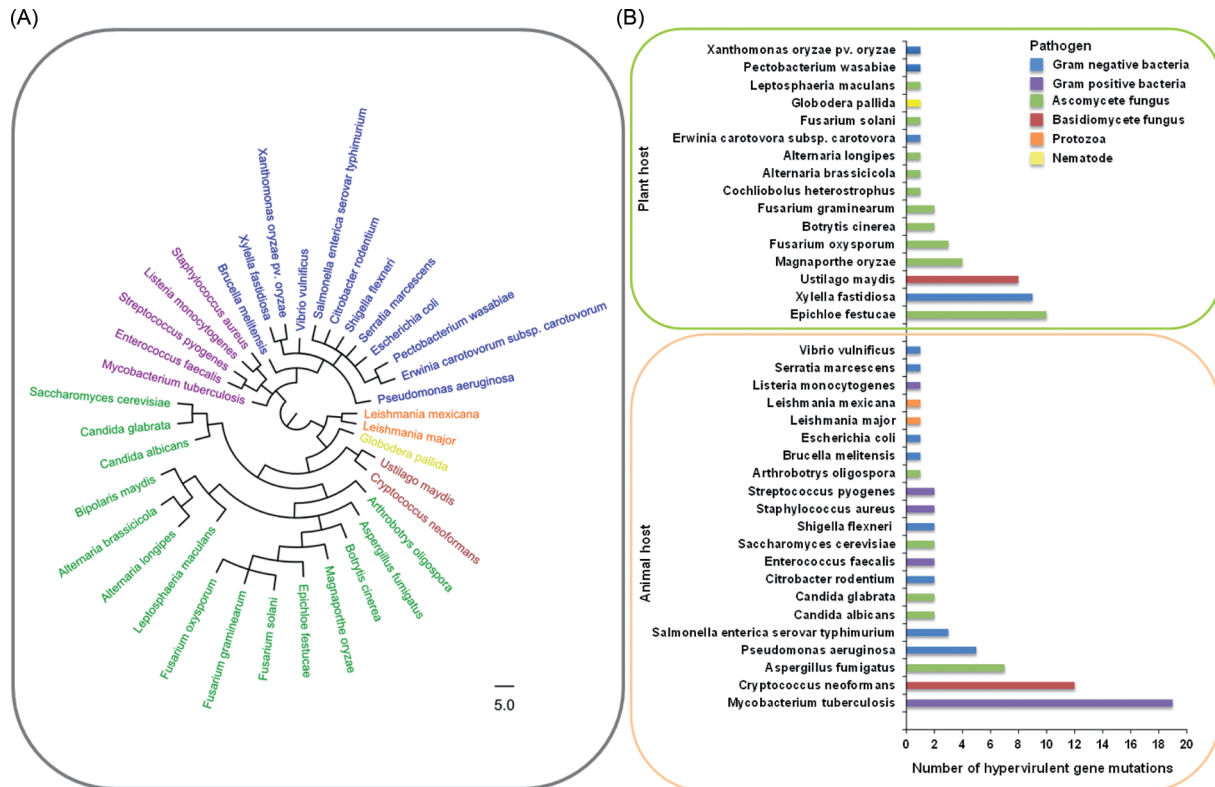 (A)
Saccharomyces cerevisiae
Candida glabrata
Candida albicans
Bipolaris maydis
Alternaria brassicicola
Alternaria longipes
Leptosphaeria maculans
Fusarium oxysporum
Fusarium graminearum
Fusarium solani
Epichloe festucae
Magnaporthe oryzae
Botrytis cinerea
Aspergillus fumigatus
Arthrobotrys oligospora
Cryptococcus neoformans
Ustilago maydis
Globodera pallida
Leishmania major
Leishmania mexicana
Pseudomonas aeruginosa
Erwinia carotovorum subsp. carotovorum
Pectobacterium wasabiae
Escherichia coli
Serratia marcescens
Shigella flexneri
Citrobacter rodentium
Salmonella enterica serovar typhimurium
Vibrio vulnificus
Xanthomonas oryzae pv. oryzae
Xylella fastidiosa
Brucella melitensis
Staphylococcus aureus
Listeria monocytogenes
Streptococcus pyogenes
Enterococcus faecalis
Mycobacterium tuberculosis
5.0
(B)
Plant host
Xanthomonas oryzae pv. oryzae
Pectobacterium wasabiae
Leptosphaeria maculans
Globodera pallida
Fusarium solani
Erwinia carotovora subsp. carotovora
Alternaria longipes
Alternaria brassicicola
Cochliobolus heterostrophus
Fusarium graminearum
Botrytis cinerea
Fusarium oxysporum
Magnaporthe oryzae
Ustilago maydis
Xylella fastidiosa
Epichloe festucae
Pathogen
Gram negative bacteria
Gram positive bacteria
Ascomycete fungus
Basidiomycete fungus
Protozoa
Nematode
Animal host
Vibrio vulnificus
Serratia marcescens
Listeria monocytogenes
Leishmania mexicana
Leishmania major
Escherichia coli
Brucella melitensis
Arthrobotrys oligospora
Streptococcus pyogenes
Staphylococcus aureus
Shigella flexneri
Saccharomyces cerevisiae
Enterococcus faecalis
Citrobacter rodentium
Candida glabrata
Candida albicans
Salmonella enterica serovar typhimurium
Pseudomonas aeruginosa
Aspergillus fumigatus
Cryptococcus neoformans
Mycobacterium tuberculosis
0 2 4 6 8 10 12 14 16 18 20
Number of hypervirulent gene mutations